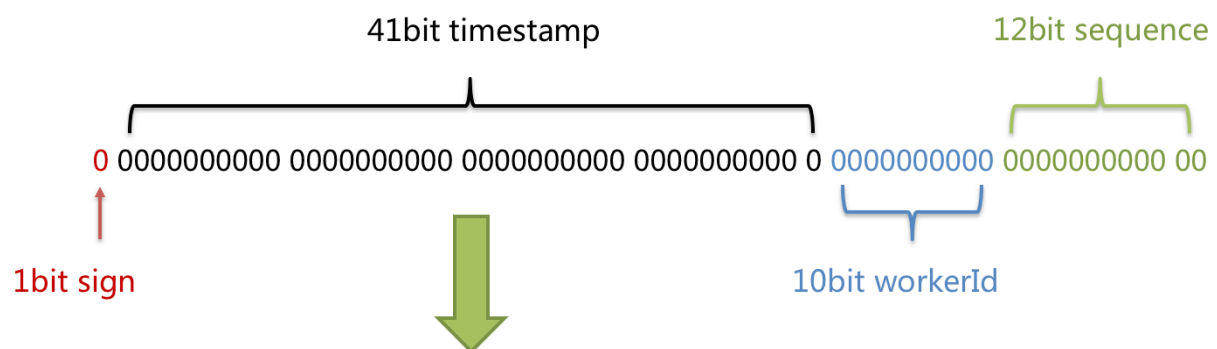 41bit timestamp 12bit sequence
0 0000000000 0000000000 0000000000 0000000000 0 0000000000 0000000000 00
1bit sign 10bit workerId